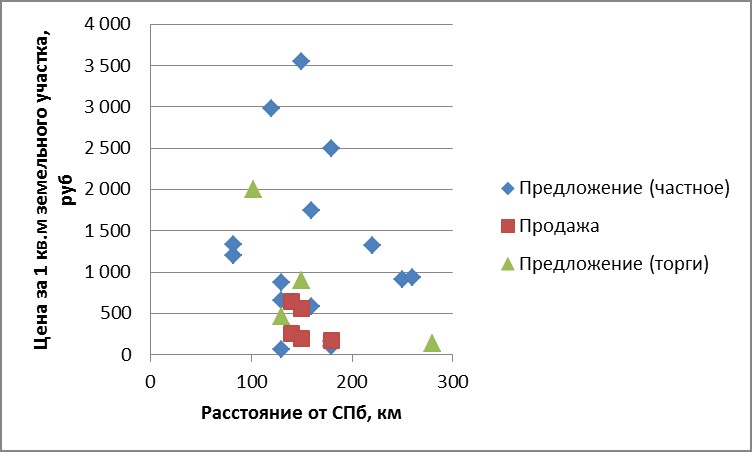 Цена за 1 кв.м земельного участка,
руб
4 000
3 500
3 000
2 500
2 000
1 500
1 000
500
0
0 100 200 300
Расстояние от СПб, км
Предложение (частное)
Продажа
Предложение (торги)